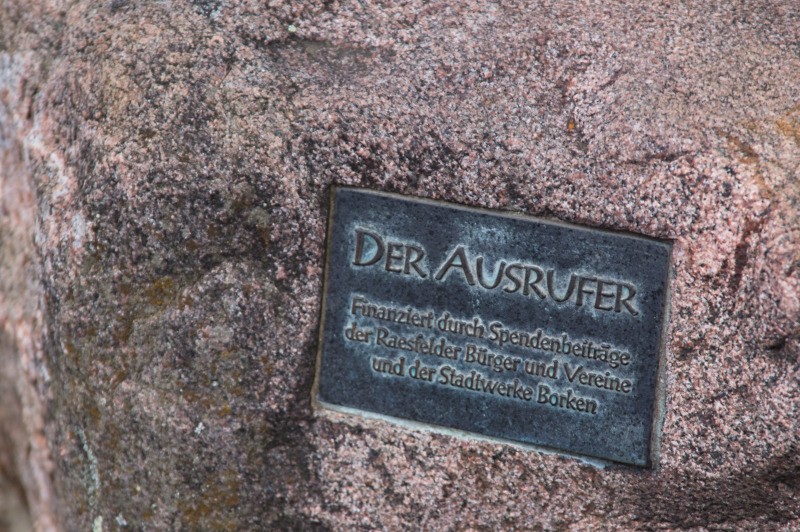 DER AUSRUFER
Finanziert durch Spendenbeiträge
der Raesfelder Bürger und Vereine
und der Stadtwerke Borken